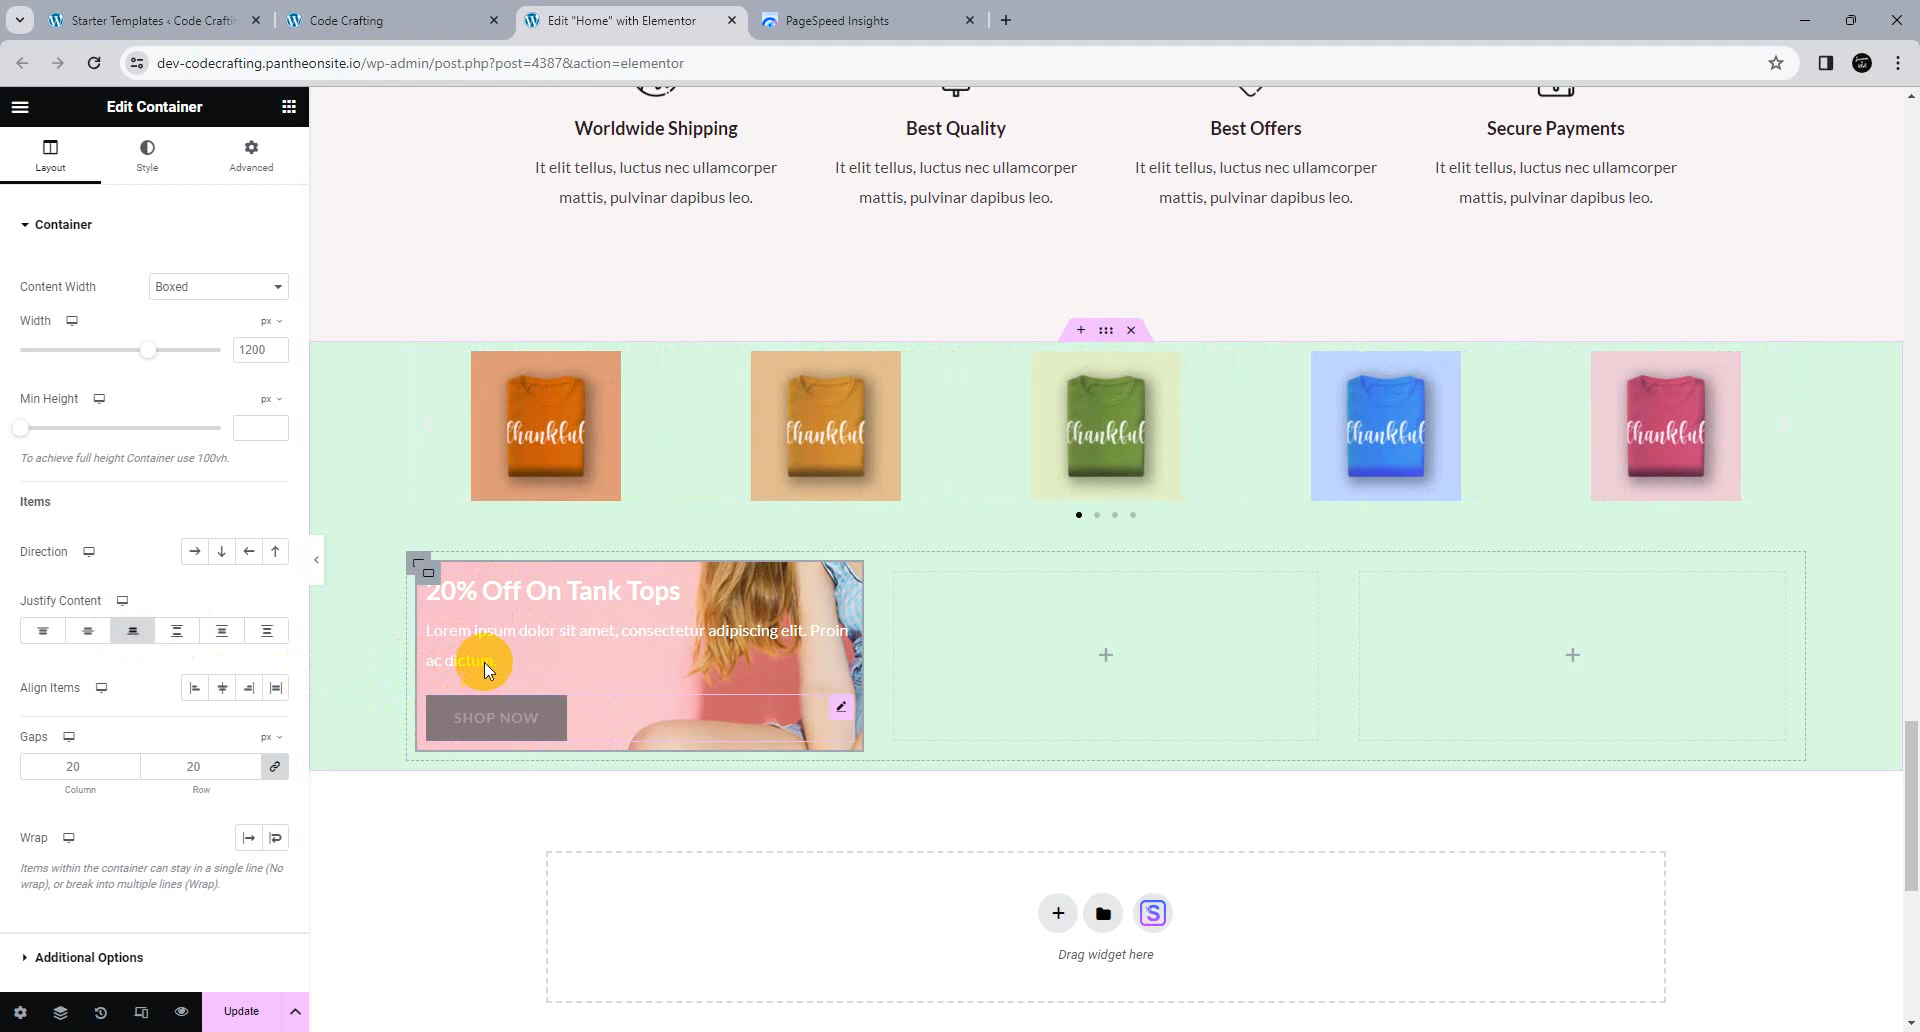 Starter Templates ‹ Code Crafti
Code Crafting
Edit "Home" with Elementor
PageSpeed Insights
dev-codecrafting.pantheonsite.io/wp-admin/post.php?post=4387&action=elementor
Edit Container
Layout
Style
Advanced
Container
Content Width
Boxed
Width
px
1200
Min Height
px
To achieve full height Container use 100vh.
Items
Direction
Justify Content
Align Items
Gaps
px
20
20
Column
Row
Wrap
Items within the container can stay in a single line (No
wrap), or break into multiple lines (Wrap).
Additional Options
Update
Worldwide Shipping
It elit tellus, luctus nec ullamcorper
mattis, pulvinar dapibus leo.
Best Quality
It elit tellus, luctus nec ullamcorper
mattis, pulvinar dapibus leo.
Best Offers
It elit tellus, luctus nec ullamcorper
mattis, pulvinar dapibus leo.
Secure Payments
It elit tellus, luctus nec ullamcorper
mattis, pulvinar dapibus leo.
thankful
thankful
thankful
thankful
thankful
20% Off On Tank Tops
Lorem ipsum dolor sit amet, consectetur adipiscing elit. Proin
ac dictum.
SHOP NOW
Drag widget here